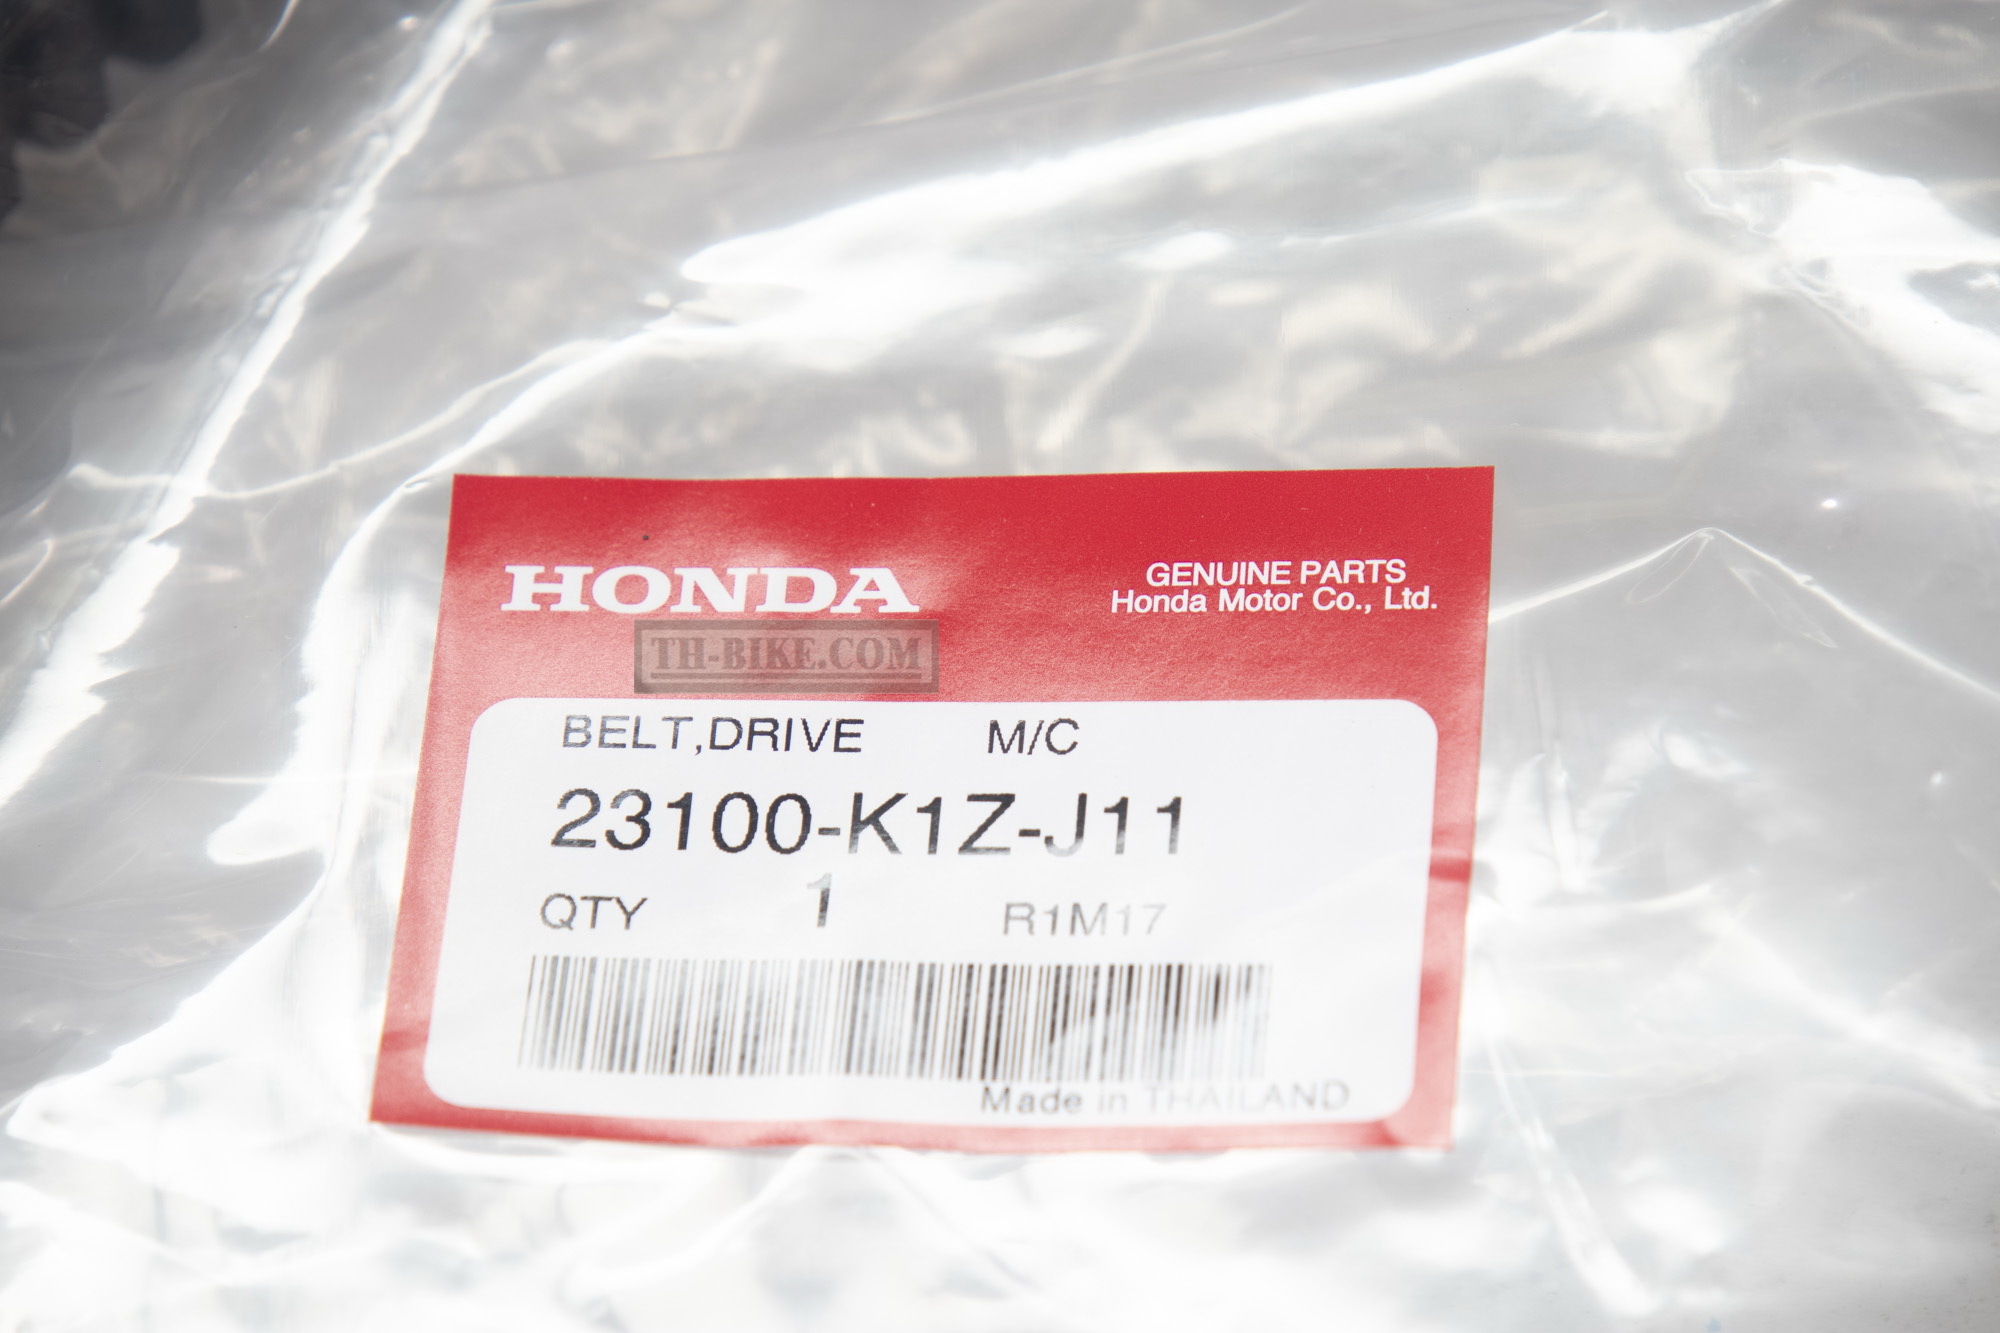 HONDA
GENUINE PARTS
Honda Motor Co., Ltd.
TH-BIKE.COM
BELT,DRIVE M/C
23100-K1Z-J11
QTY 1 R1M17
Made in THAILAND